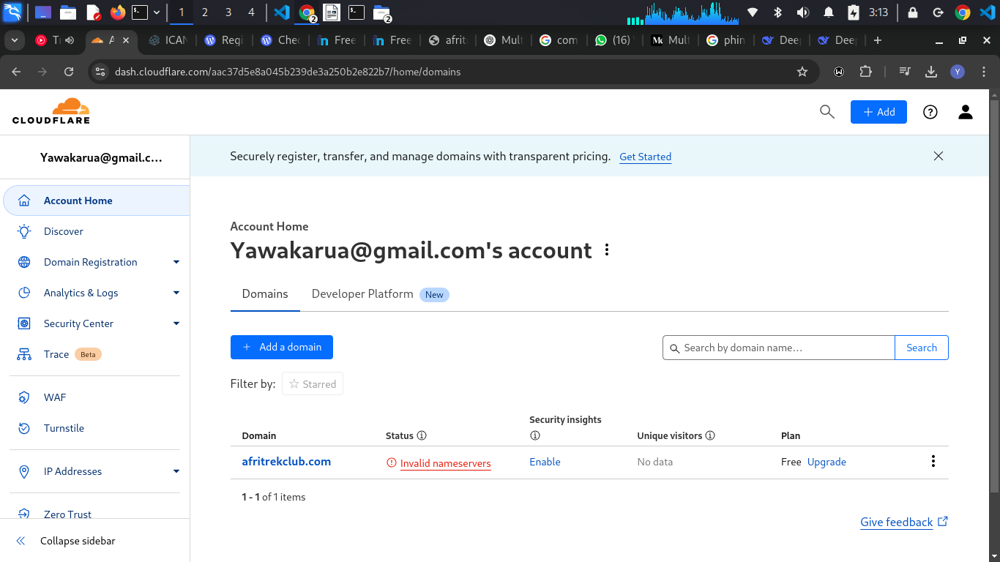 1 2 3 4 2 2 3:13
Tr A ICAN Regi Chec Free Free afrit Mult com (16) Mult phin Deep Deep
dash.cloudflare.com/aac37d5e8a045b239de3a250b2e822b7/home/domains Y
CLOUDFLARE + Add
Yawakarua@gmail.c...
Securely register, transfer, and manage domains with transparent pricing. Get Started
Account Home
Discover
Domain Registration
Analytics & Logs
Security Center
Trace Beta
WAF
Turnstile
IP Addresses
Zero Trust
Collapse sidebar
Account Home
Yawakarua@gmail.com's account
Domains Developer Platform New
+ Add a domain Search by domain name... Search
Filter by: Starred
Security insights
Domain Status Unique visitors Plan
afritrekclub.com Invalid nameservers Enable No data Free Upgrade
1 - 1 of 1 items
Give feedback